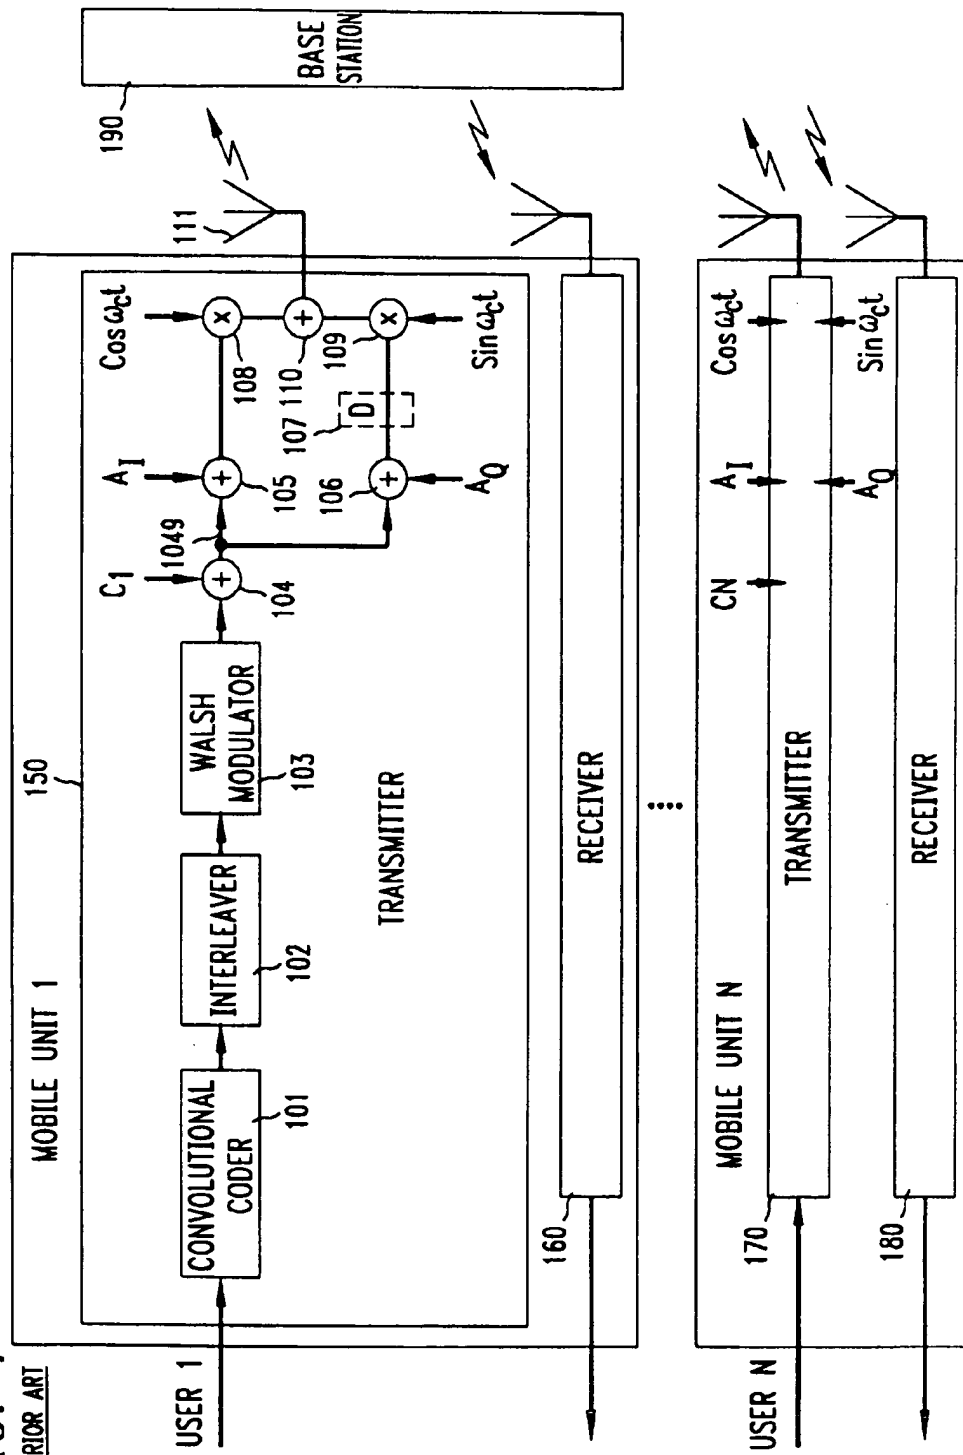 PRIOR ART
MOBILE UNIT 1
150
USER 1
CONVOLUTIONAL
CODER
101
INTERLEAVER
102
WALSH
MODULATOR
103
C1
104
1049
AI
105
106
AQ
107
D
Cos ωct
108
110
109
Sin ωct
111
190
BASE
STATION
TRANSMITTER
160
RECEIVER
MOBILE UNIT N
USER N
170
TRANSMITTER
CN
AI
AQ
Cos ωct
Sin ωct
180
RECEIVER